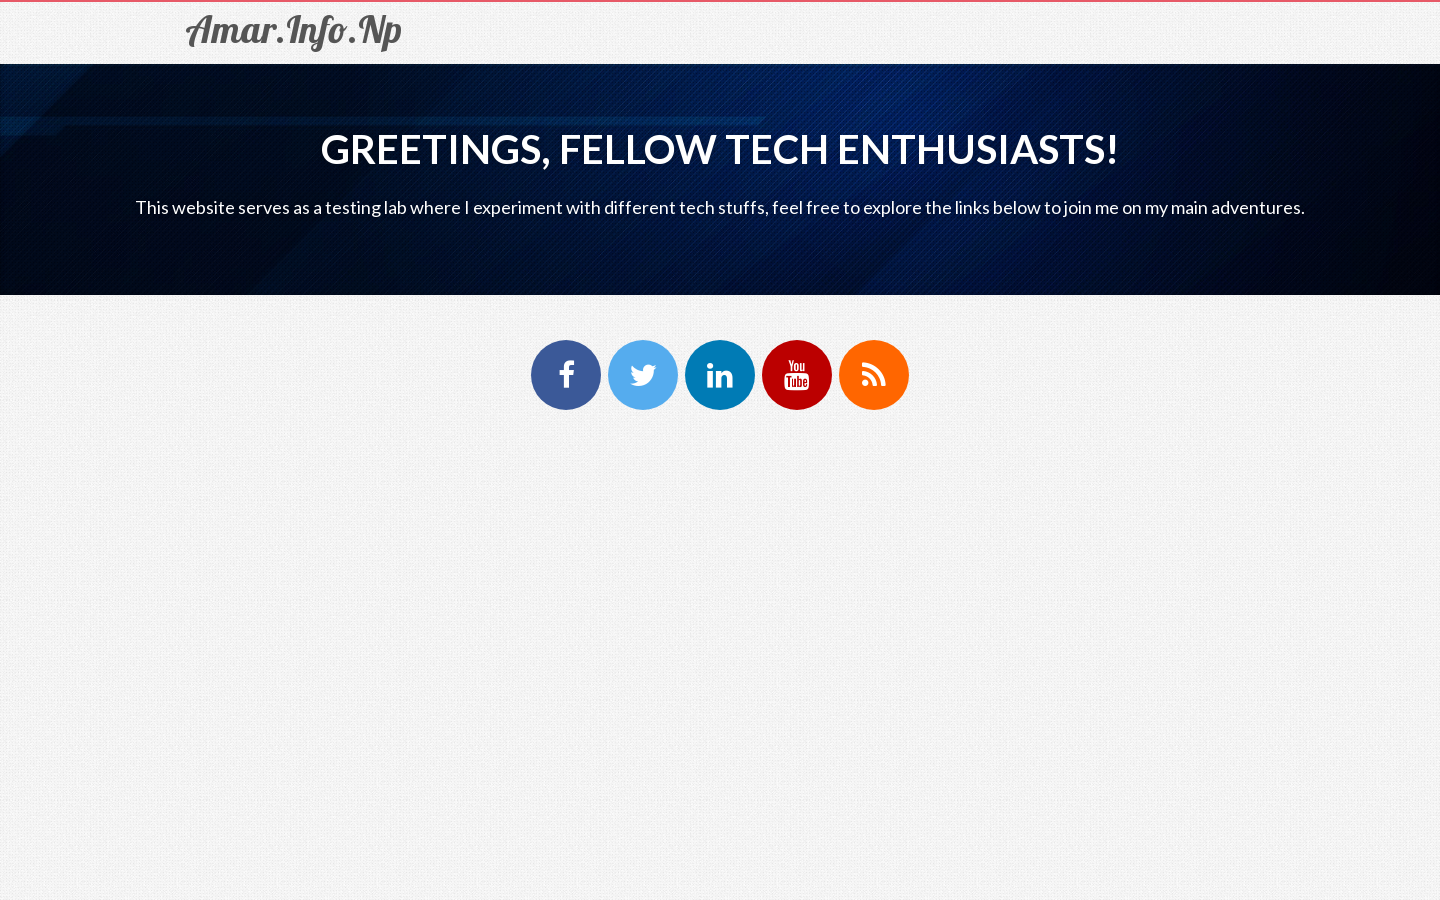 Amar.Info.Np
GREETINGS, FELLOW TECH ENTHUSIASTS!
This website serves as a testing lab where I experiment with different tech stuffs, feel free to explore the links below to join me on my main adventures.
f
in
You
Tube